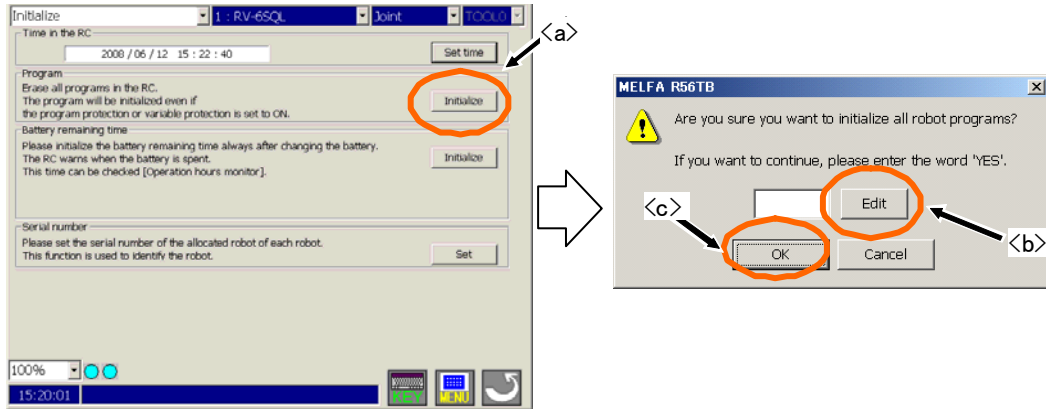 Initialize
1 : RV-6SQL
Joint
TOOL0
Time in the RC
2008 / 06 / 12 15 : 22 : 40
Set time
<a>
Program
Erase all programs in the RC.
The program will be initialized even if
the program protection or variable protection is set to ON.
Initialize
Battery remaining time
Please initialize the battery remaining time always after changing the battery.
The RC warns when the battery is spent.
This time can be checked [Operation hours monitor].
Initialize
Serial number
Please set the serial number of the allocated robot of each robot.
This function is used to identify the robot.
Set
100%
15:20:01
KEY
MENU
MELFA R56TB
Are you sure you want to initialize all robot programs?
If you want to continue, please enter the word 'YES'.
Edit
<b>
<c>
OK
Cancel